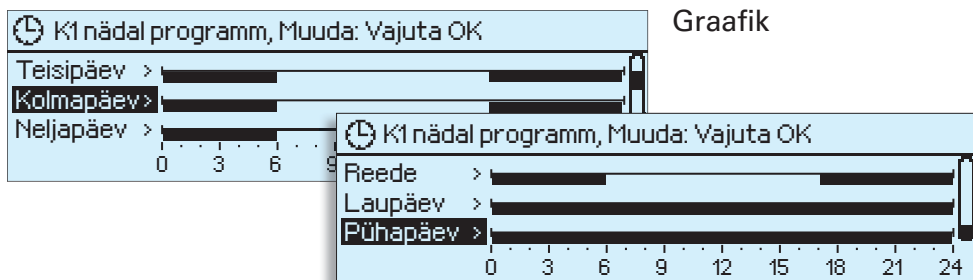 Graafik
K1 nädal programm, Muuda: Vajuta OK
Teisipäev >
Kolmapäev >
Neljapäev >
0 3 6 9
K1 nädal programm, Muuda: Vajuta OK
Reede >
Laupäev >
Pühapäev >
0 3 6 9 12 15 18 21 24